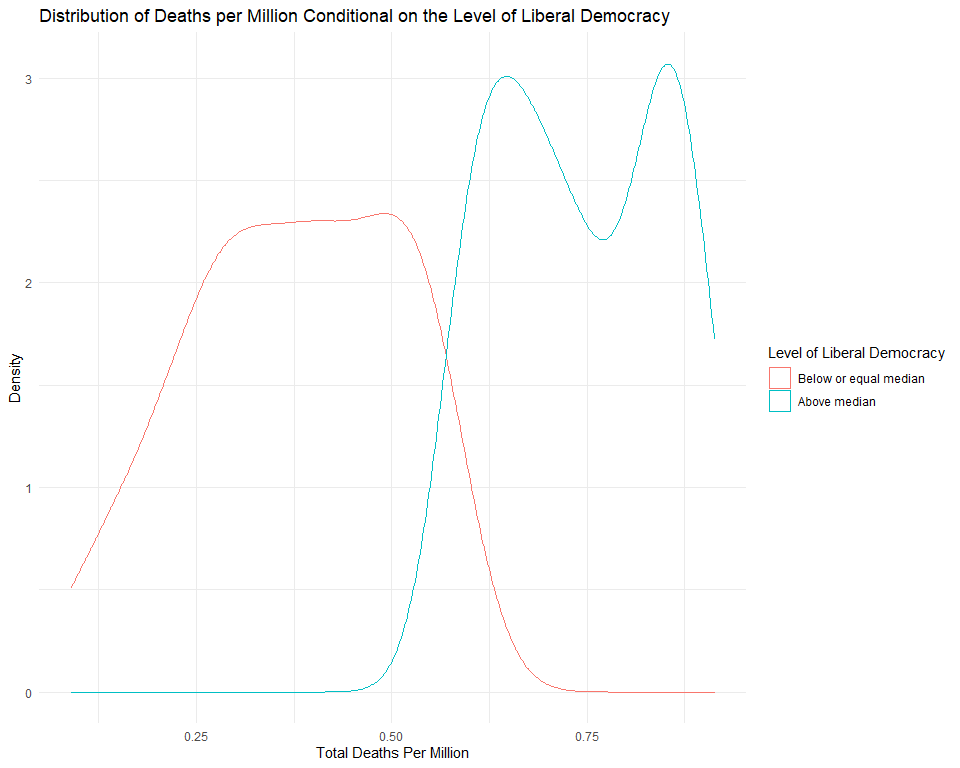 Distribution of Deaths per Million Conditional on the Level of Liberal Democracy
3
2
1
0
Density
0.25 0.50 0.75
Total Deaths Per Million
Level of Liberal Democracy
Below or equal median
Above median